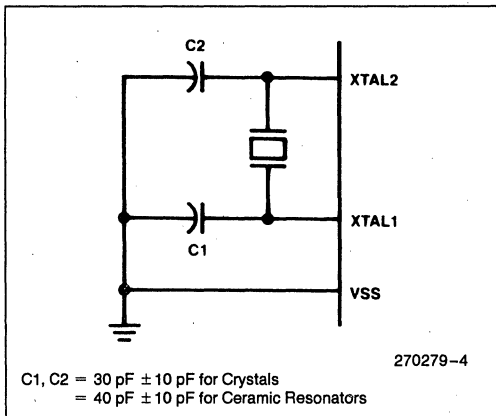 C2
XTAL2
XTAL1
C1
VSS
270279-4
C1, C2 = 30 pF ±10 pF for Crystals
= 40 pF ±10 pF for Ceramic Resonators